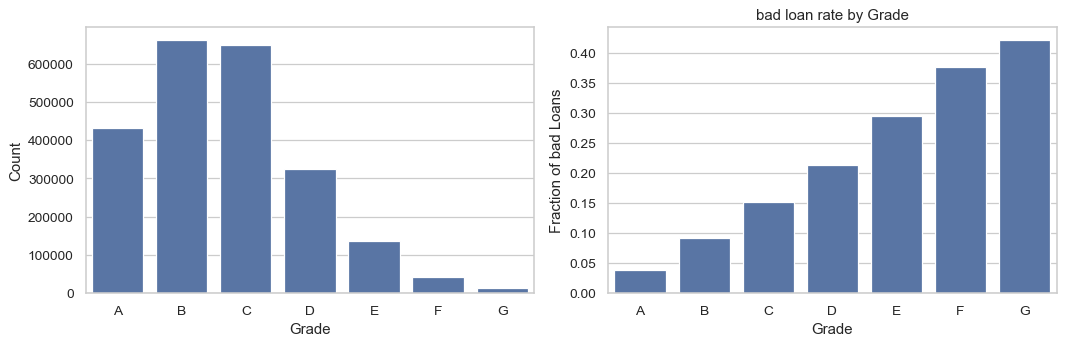 600000
500000
400000
300000
200000
100000
0
Count
A B C D E F G
Grade
bad loan rate by Grade
0.40
0.35
0.30
0.25
0.20
0.15
0.10
0.05
0.00
Fraction of bad Loans
A B C D E F G
Grade